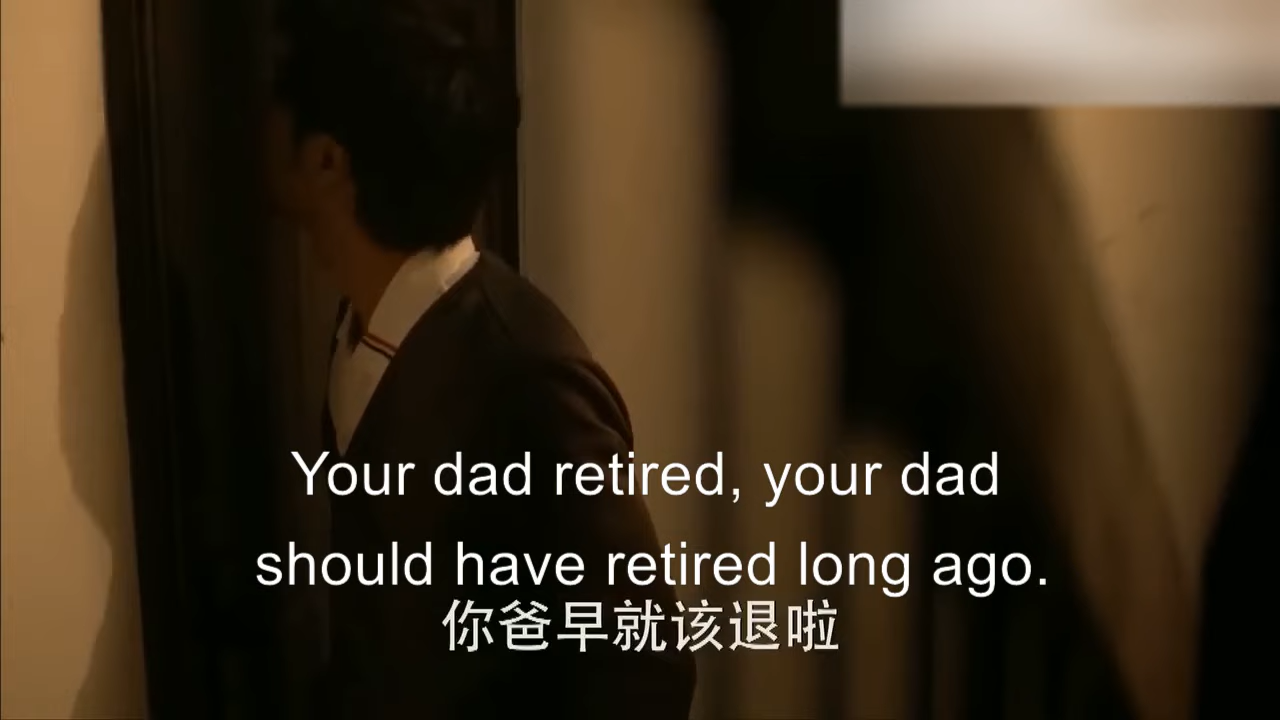 Your dad retired, your dad
should have retired long ago.
你爸早就该退啦